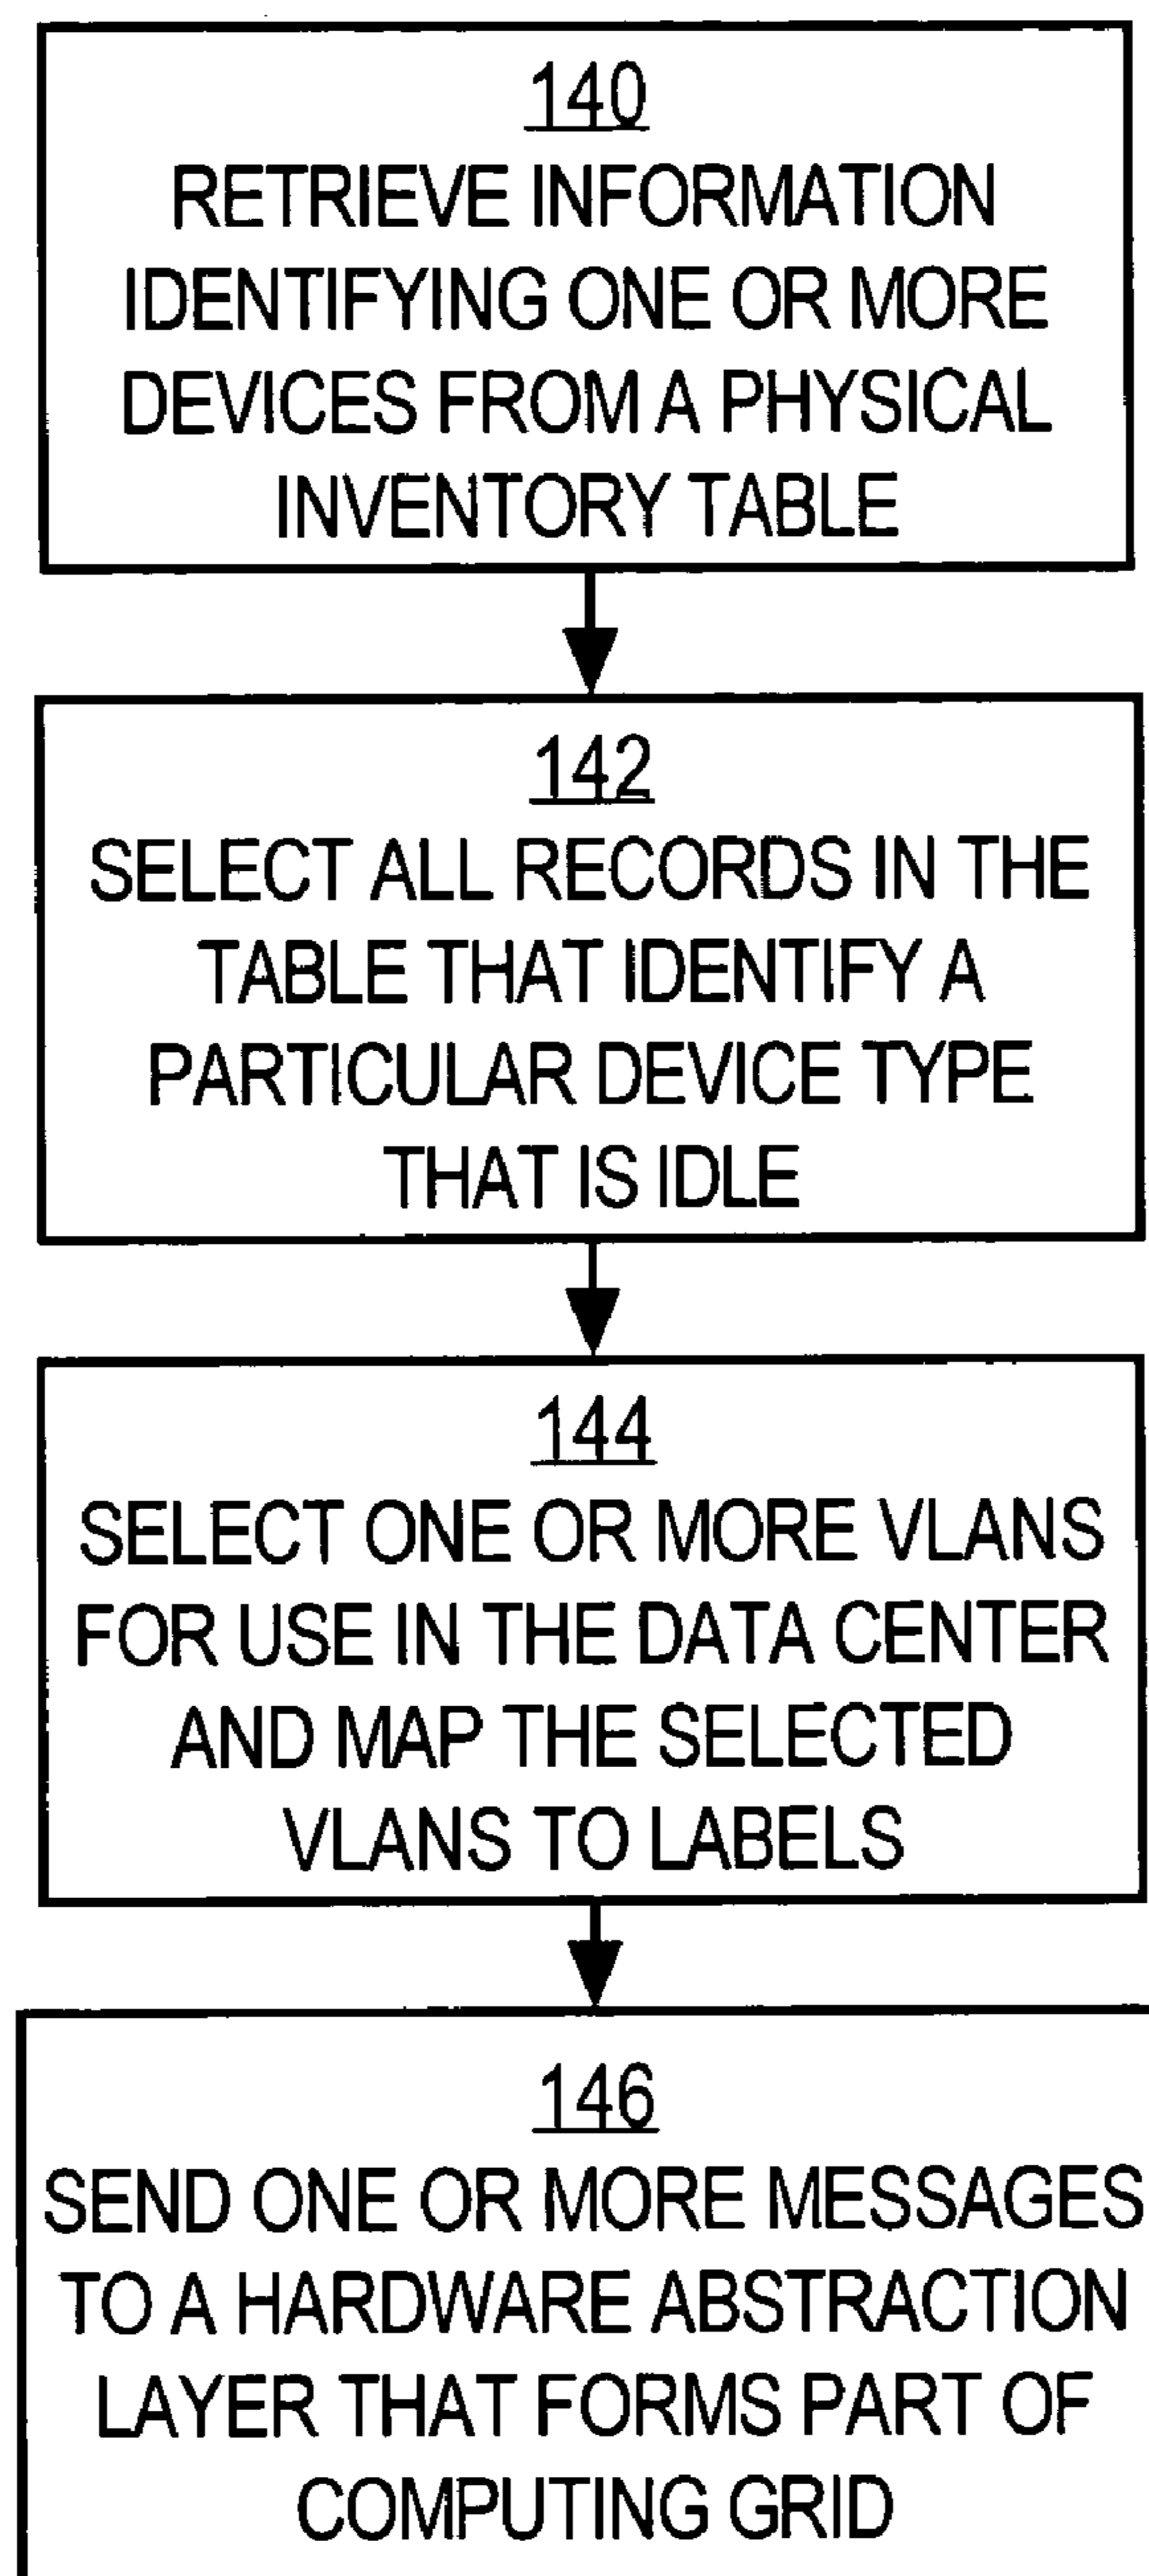 140
RETRIEVE INFORMATION
IDENTIFYING ONE OR MORE
DEVICES FROM A PHYSICAL
INVENTORY TABLE
142
SELECT ALL RECORDS IN THE
TABLE THAT IDENTIFY A
PARTICULAR DEVICE TYPE
THAT IS IDLE
144
SELECT ONE OR MORE VLANS
FOR USE IN THE DATA CENTER
AND MAP THE SELECTED
VLANS TO LABELS
146
SEND ONE OR MORE MESSAGES
TO A HARDWARE ABSTRACTION
LAYER THAT FORMS PART OF
COMPUTING GRID